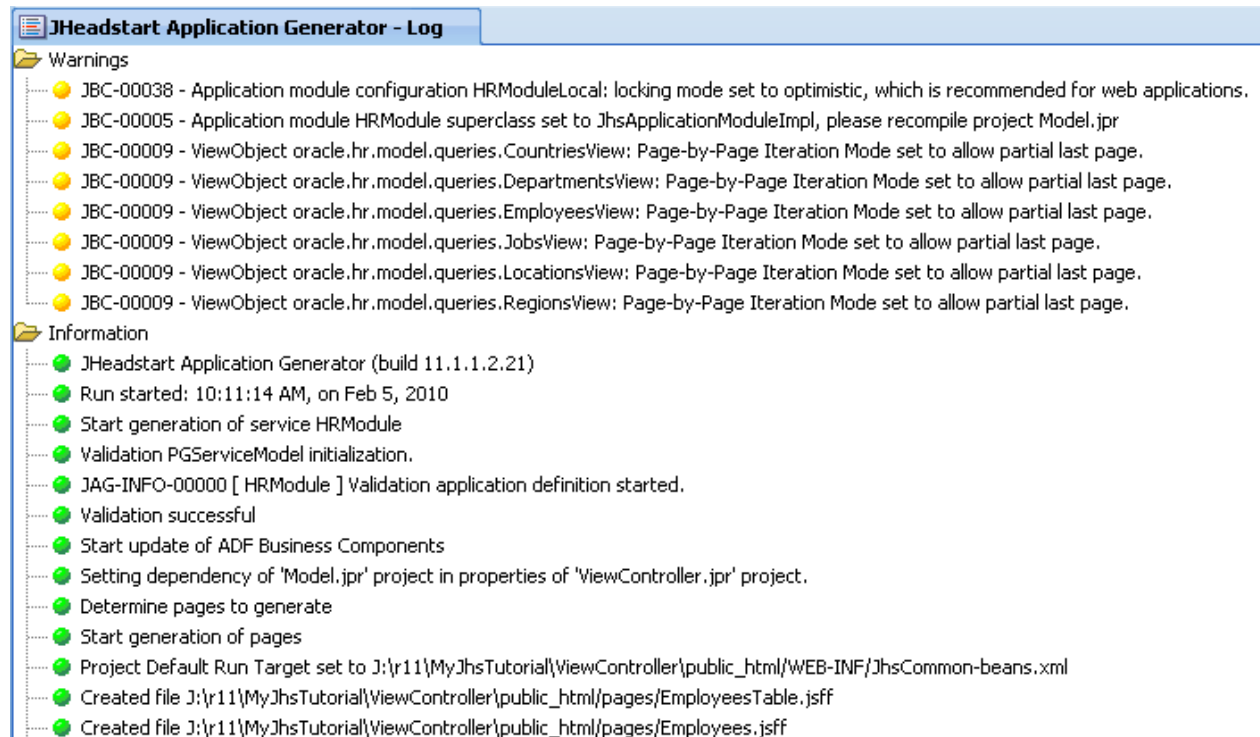 JHeadstart Application Generator - Log
Warnings
JBC-00038 - Application module configuration HRModuleLocal: locking mode set to optimistic, which is recommended for web applications.
JBC-00005 - Application module HRModule superclass set to JhsApplicationModuleImpl, please recompile project Model.jpr
JBC-00009 - ViewObject oracle.hr.model.queries.CountriesView: Page-by-Page Iteration Mode set to allow partial last page.
JBC-00009 - ViewObject oracle.hr.model.queries.DepartmentsView: Page-by-Page Iteration Mode set to allow partial last page.
JBC-00009 - ViewObject oracle.hr.model.queries.EmployeesView: Page-by-Page Iteration Mode set to allow partial last page.
JBC-00009 - ViewObject oracle.hr.model.queries.JobsView: Page-by-Page Iteration Mode set to allow partial last page.
JBC-00009 - ViewObject oracle.hr.model.queries.LocationsView: Page-by-Page Iteration Mode set to allow partial last page.
JBC-00009 - ViewObject oracle.hr.model.queries.RegionsView: Page-by-Page Iteration Mode set to allow partial last page.
Information
JHeadstart Application Generator (build 11.1.1.2.21)
Run started: 10:11:14 AM, on Feb 5, 2010
Start generation of service HRModule
Validation PGServiceModel initialization.
JAG-INFO-00000 [ HRModule ] Validation application definition started.
Validation successful
Start update of ADF Business Components
Setting dependency of 'Model.jpr' project in properties of 'ViewController.jpr' project.
Determine pages to generate
Start generation of pages
Project Default Run Target set to J:\r11\MyJhsTutorial\ViewController\public_html/WEB-INF/JhsCommon-beans.xml
Created file J:\r11\MyJhsTutorial\ViewController\public_html/pages/EmployeesTable.jsff
Created file J:\r11\MyJhsTutorial\ViewController\public_html/pages/Employees.jsff